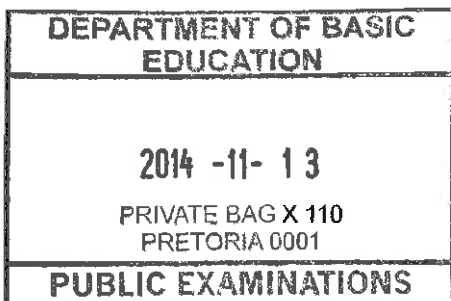 DEPARTMENT OF BASIC
EDUCATION
2014 -11- 13
PRIVATE BAG X 110
PRETORIA 0001
PUBLIC EXAMINATIONS